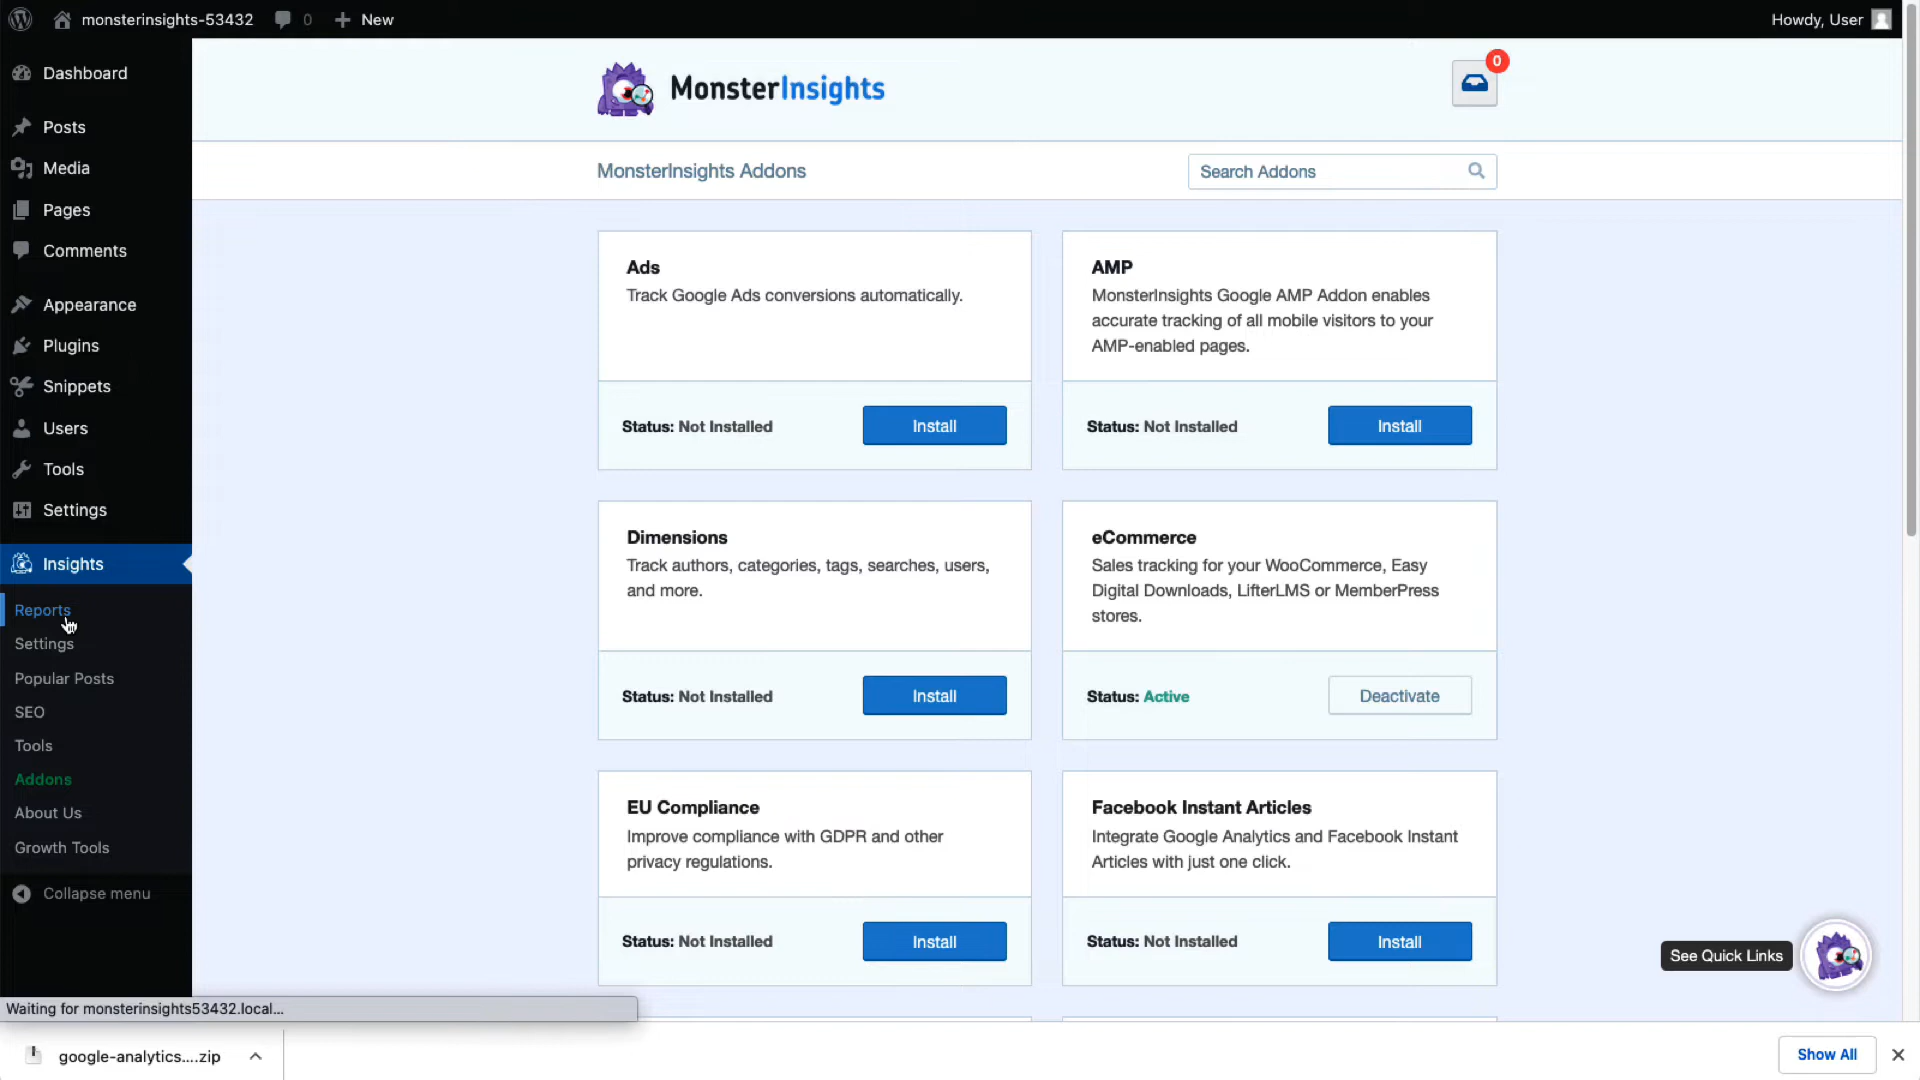 monsterinsights-53432
0
New
Howdy, User
Dashboard
Posts
Media
Pages
Comments
Appearance
Plugins
Snippets
Users
Tools
Settings
Insights
Reports
Settings
Popular Posts
SEO
Tools
Addons
About Us
Growth Tools
Collapse menu
MonsterInsights
0
MonsterInsights Addons
Search Addons
Ads
Track Google Ads conversions automatically.
Status: Not Installed
Install
AMP
MonsterInsights Google AMP Addon enables
accurate tracking of all mobile visitors to your
AMP-enabled pages.
Status: Not Installed
Install
Dimensions
Track authors, categories, tags, searches, users,
and more.
Status: Not Installed
Install
eCommerce
Sales tracking for your WooCommerce, Easy
Digital Downloads, LifterLMS or MemberPress
stores.
Status: Active
Deactivate
EU Compliance
Improve compliance with GDPR and other
privacy regulations.
Status: Not Installed
Install
Facebook Instant Articles
Integrate Google Analytics and Facebook Instant
Articles with just one click.
Status: Not Installed
Install
See Quick Links
Waiting for monsterinsights53432.local...
google-analytics....zip
Show All